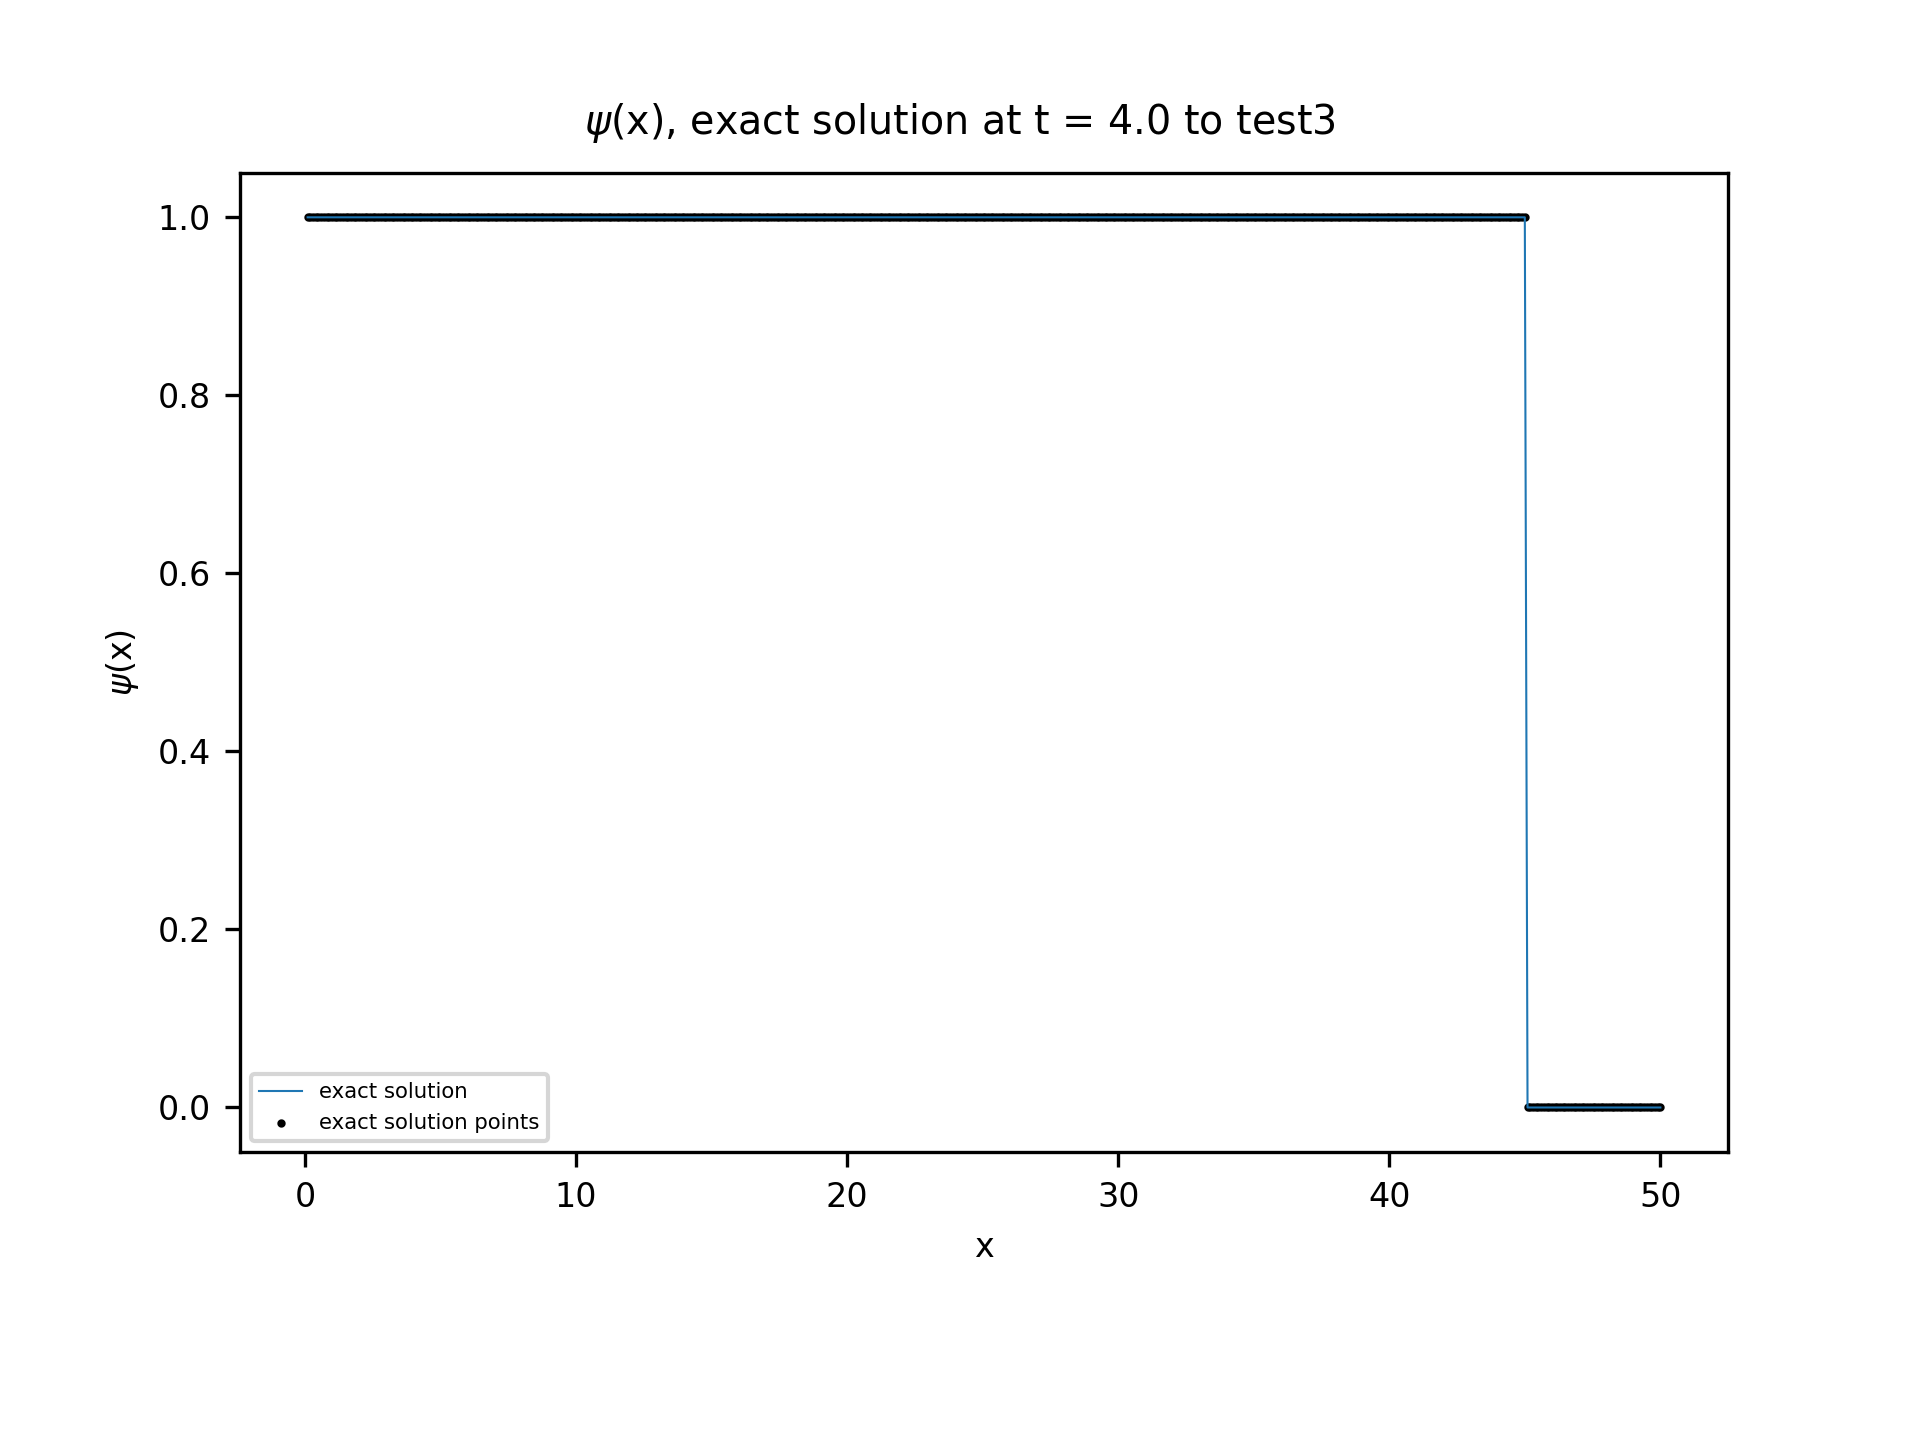 ψ(x), exact solution at t = 4.0 to test3
1.0
0.8
0.6
0.4
0.2
0.0
ψ(x)
exact solution
exact solution points
0 10 20 30 40 50
x